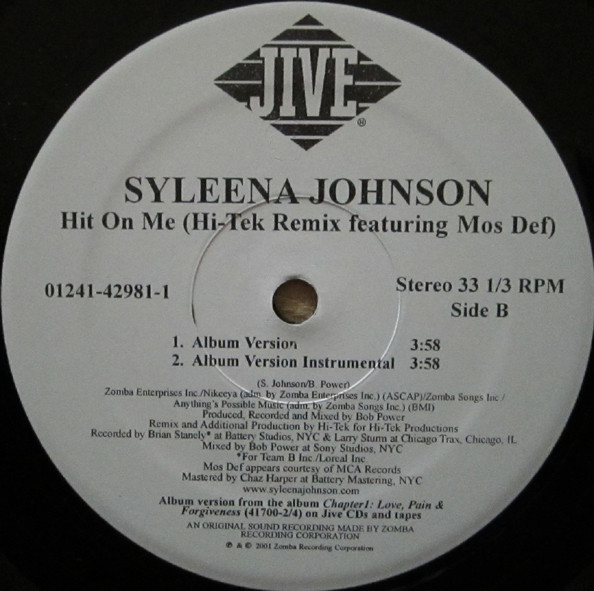 JIVE
®
SYLEENA JOHNSON
Hit On Me (Hi-Tek Remix featuring Mos Def)
01241-42981-1
Stereo 33 1/3 RPM
Side B
1. Album Version 3:58
2. Album Version Instrumental 3:58
(S. Johnson/B. Power)
Zomba Enterprises Inc./Nikeeya (adm. by Zomba Enterprises Inc.) (ASCAP)/Zomba Songs Inc./
Anything's Possible Music (adm. by Zomba Songs Inc.) (BMI)
Produced, Recorded and Mixed by Bob Power
Remix and Additional Production by Hi-Tek for Hi-Tek Productions
Recorded by Brian Stanely* at Battery Studios, NYC & Larry Sturm at Chicago Trax, Chicago, IL
Mixed by Bob Power at Sony Studios, NYC
*For Team B Inc./Loreal Inc.
Mos Def appears courtesy of MCA Records
Mastered by Chaz Harper at Battery Mastering, NYC
www.syleenajohnson.com
Album version from the album Chapter1: Love, Pain &
Forgiveness (41700-2/4) on Jive CDs and tapes
AN ORIGINAL SOUND RECORDING MADE BY ZOMBA
RECORDING CORPORATION
℗ & © 2001 Zomba Recording Corporation